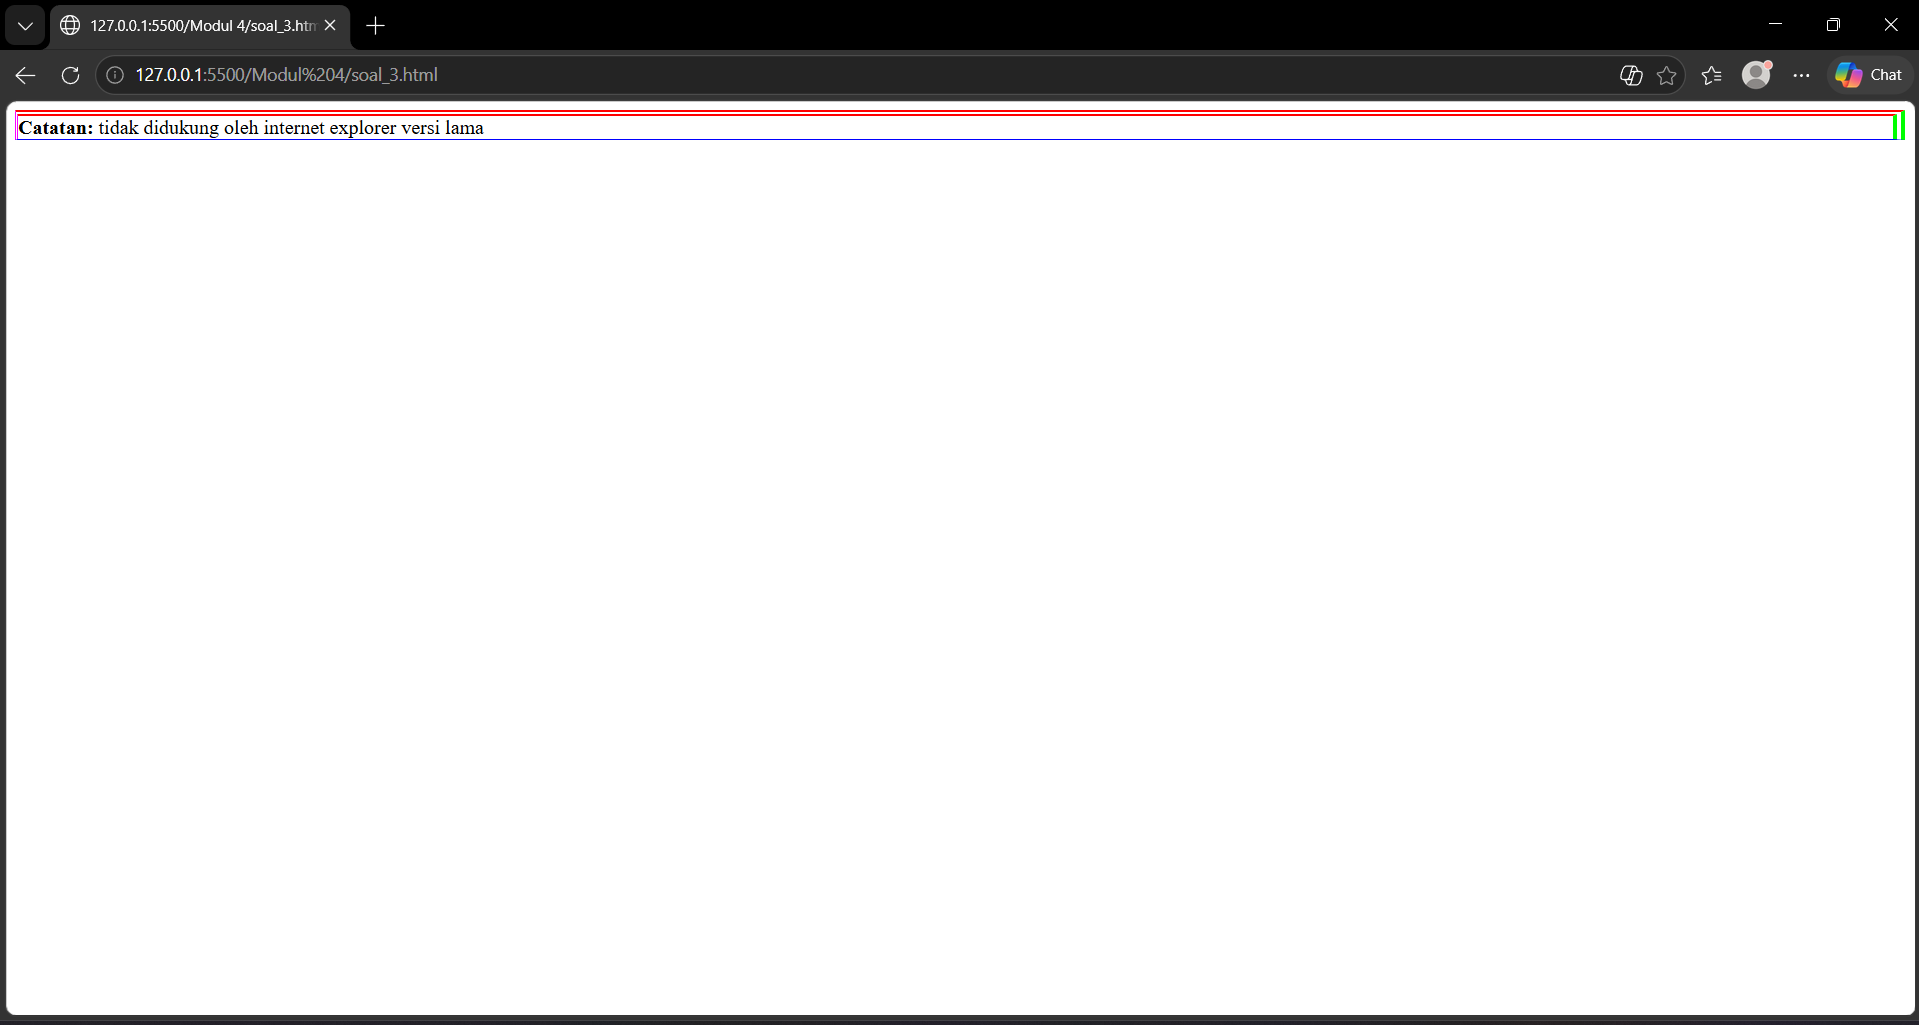 127.0.0.1:5500/Modul 4/soal_3.htm
127.0.0.1:5500/Modul%204/soal_3.html
Chat
Catatan: tidak didukung oleh internet explorer versi lama